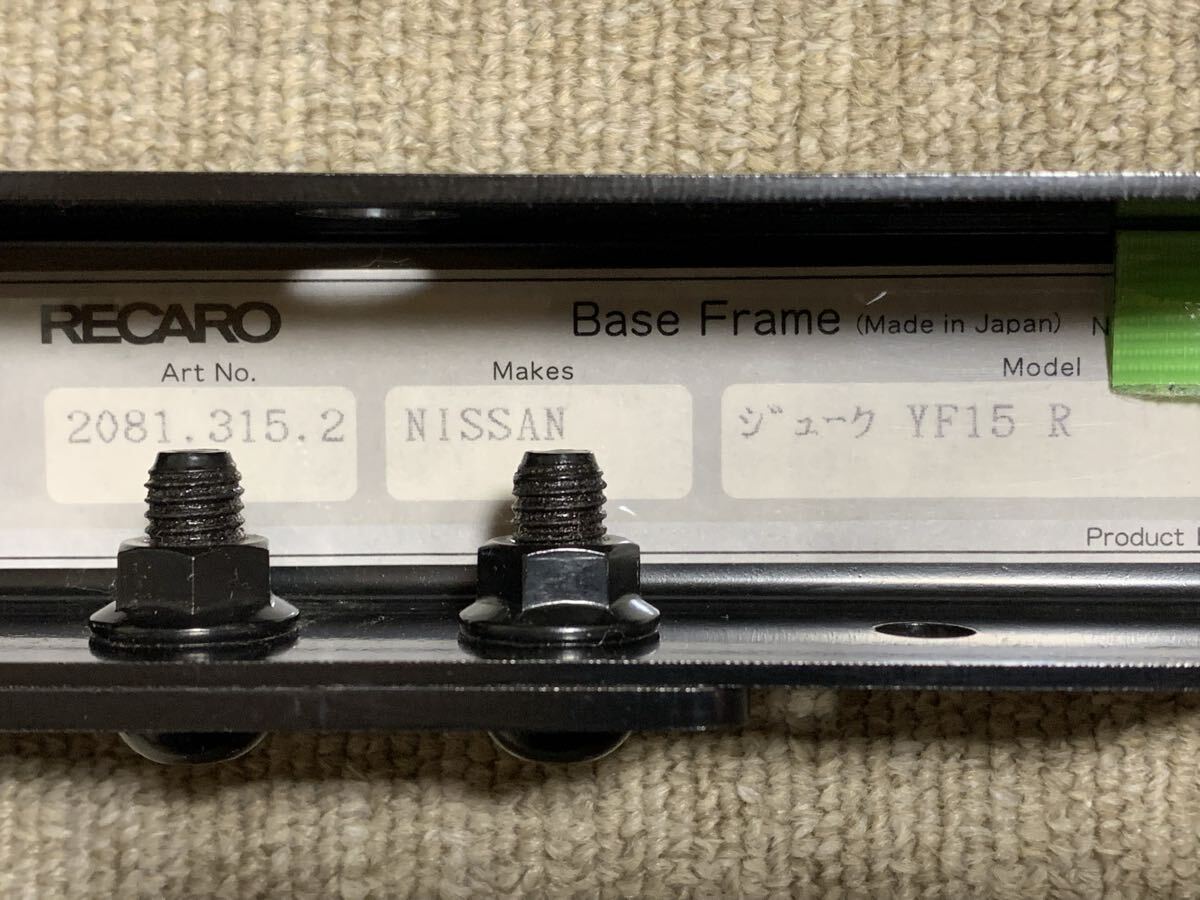 RECARO Base Frame (Made in Japan)
Art No. Makes Model
2081.315.2 NISSAN ジューク YF15 R
Product